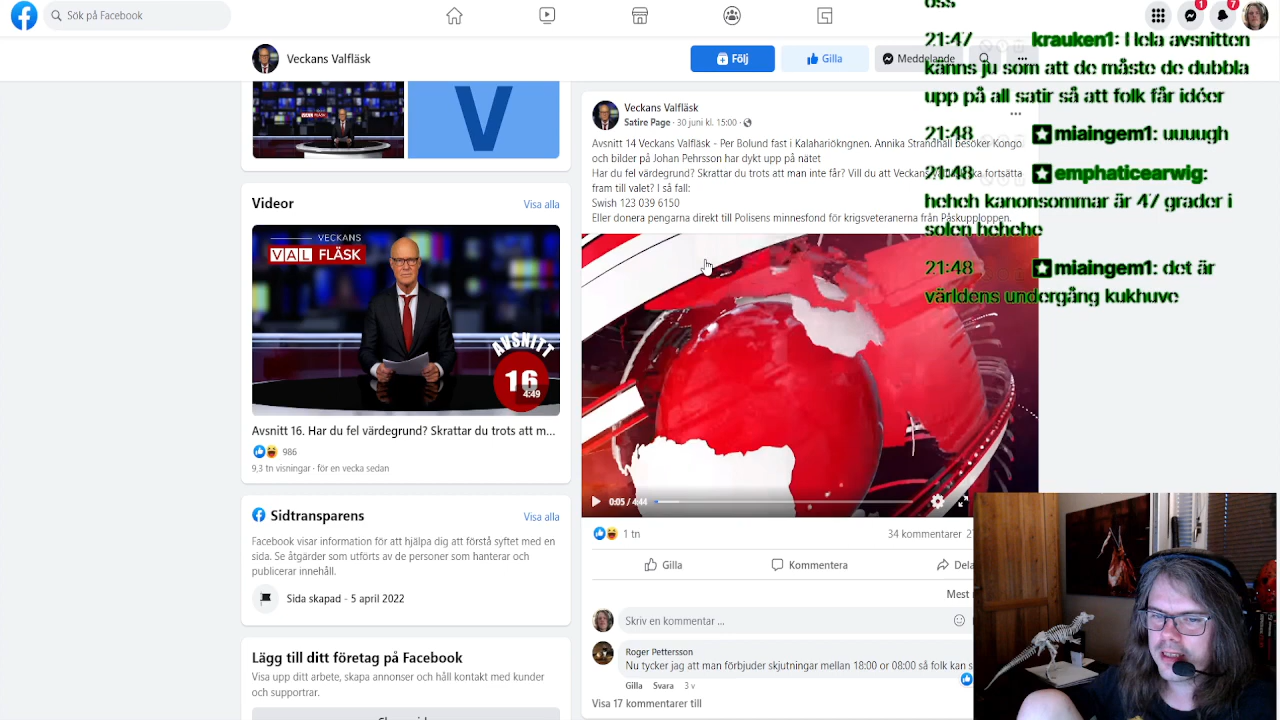 Sök på Facebook
1
7
Veckans Valfläsk
Följ
Gilla
Meddelande
V
Videor
Visa alla
VECKANS
VAL FLÄSK
AVSNITT
16
4:49
Avsnitt 16. Har du fel värdegrund? Skrattar du trots att m...
986
9,3 tn visningar · för en vecka sedan
Sidtransparens
Visa alla
Facebook visar information för att hjälpa dig att förstå syftet med en
sida. Se åtgärder som utförts av de personer som hanterar och
publicerar innehåll.
Sida skapad - 5 april 2022
Lägg till ditt företag på Facebook
Visa upp ditt arbete, skapa annonser och håll kontakt med kunder
och supportrar.
Veckans Valfläsk
Satire Page · 30 juni kl. 15:00 ·
Avsnitt 14 Veckans Valfläsk - Per Bolund fast i Kalahariökngnen. Annika Strandhäll besöker Kongo
och bilder på Johan Pehrsson har dykt upp på nätet
Har du fel värdegrund? Skrattar du trots att man inte får? Vill du att Veckans Valfläsk ska fortsätta
fram till valet? I så fall:
Swish 123 039 6150
Eller donera pengarna direkt till Polisens minnesfond för krigsveteranerna från Påskupploppen.
0:05 / 4:44
1 tn
34 kommentarer
Gilla
Kommentera
Dela
Mest
Skriv en kommentar ...
Roger Pettersson
Nu tycker jag att man förbjuder skjutningar mellan 18:00 or 08:00 så folk kan s
Gilla Svara 3 v
Visa 17 kommentarer till
oss
21:47 krauken1: Hela avsnitten
känns ju som att de måste de dubbla
upp på all satir så att folk får idéer
21:48 miaingem1: uuuugh
21:48 emphaticearwig:
heheh kanonsommar är 47 grader i
solen.hehehe
21:48 miaingem1: det är
världens undergång kukhuve